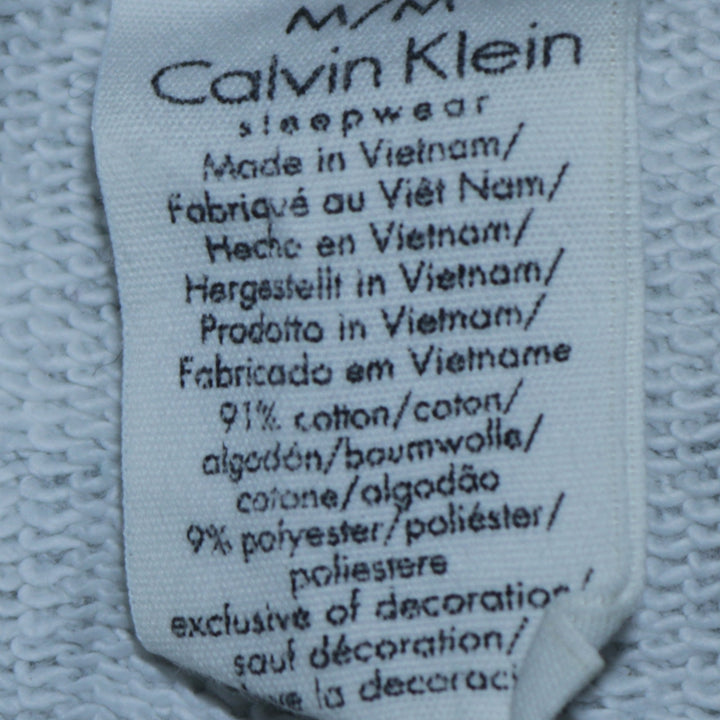 M/M
Calvin Klein
sleepwear
Made in Vietnam/
Fabriqué au Viêt Nam/
Hecho en Vietnam/
Hergestellt in Vietnam/
Prodotto in Vietnam/
Fabricado em Vietname
91% cotton/coton/
algodón/baumwolle/
cotone/algodão
9% polyester/poliéster/
poliestere
exclusive of decoration/
sauf décoration/
la decoraci